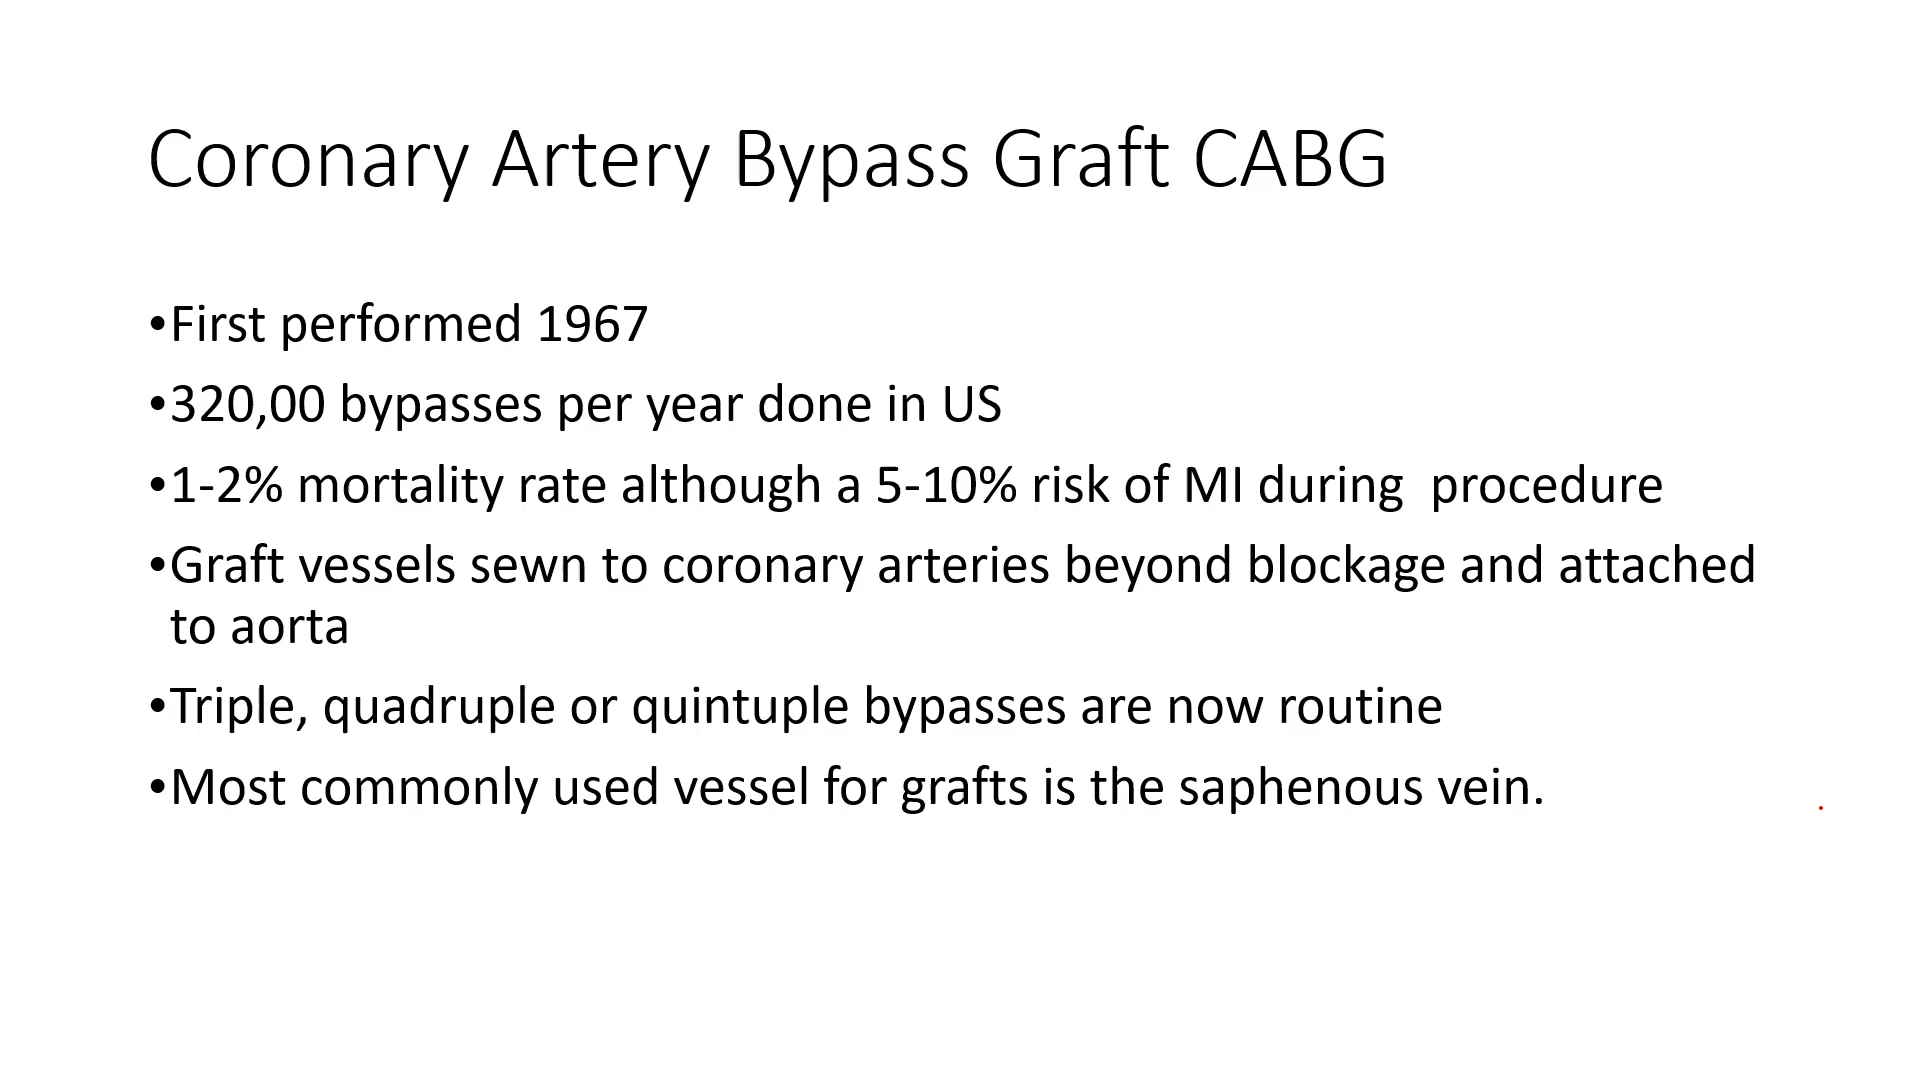 Coronary Artery Bypass Graft CABG
•First performed 1967
•320,00 bypasses per year done in US
•1-2% mortality rate although a 5-10% risk of MI during  procedure
•Graft vessels sewn to coronary arteries beyond blockage and attached
to aorta
•Triple, quadruple or quintuple bypasses are now routine
•Most commonly used vessel for grafts is the saphenous vein.